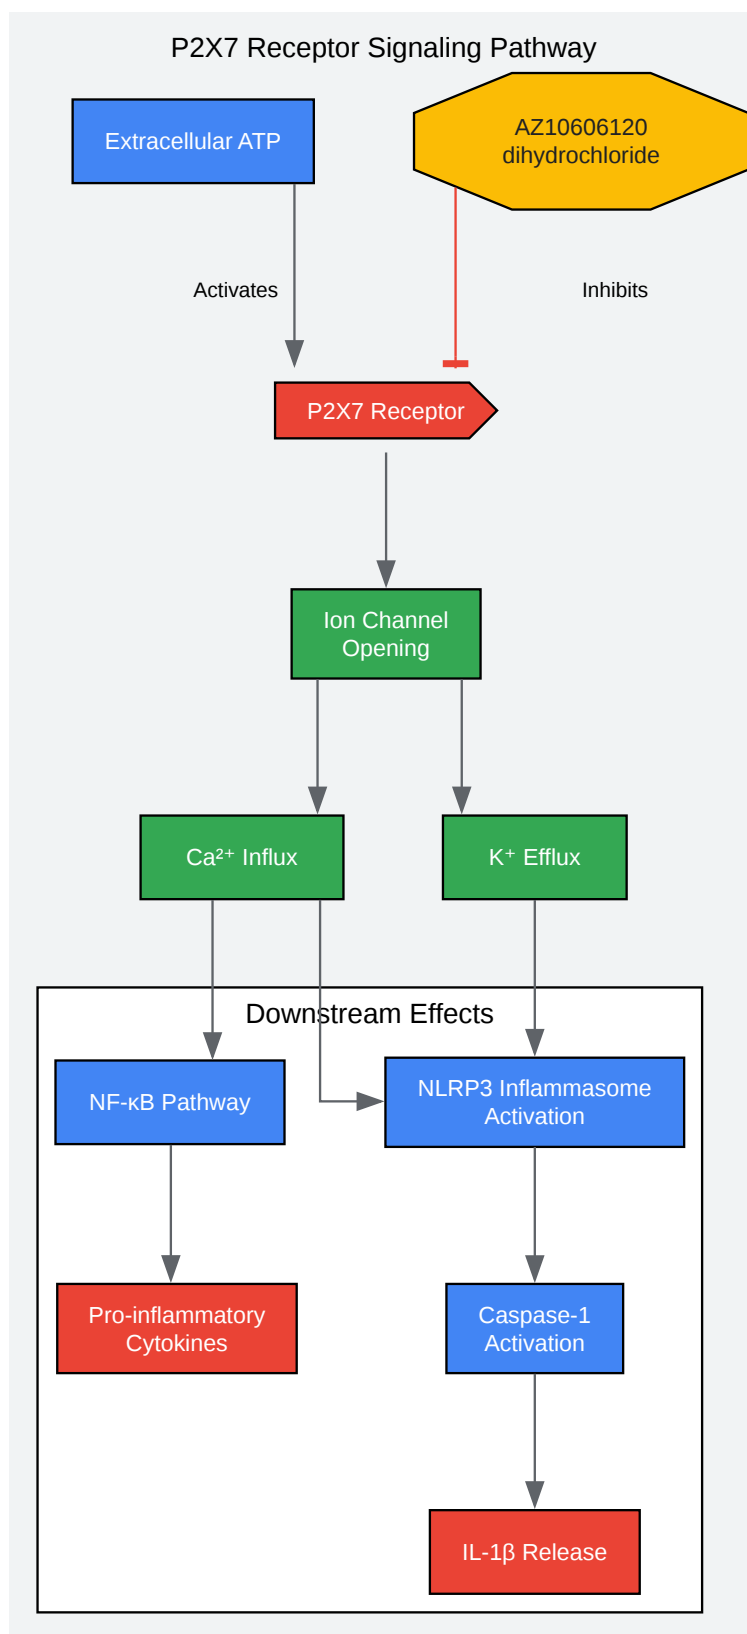 P2X7 Receptor Signaling Pathway
Extracellular ATP
AZ10606120
dihydrochloride
Activates
Inhibits
P2X7 Receptor
Ion Channel
Opening
Ca²⁺ Influx
K⁺ Efflux
Downstream Effects
NF-κB Pathway
NLRP3 Inflammasome
Activation
Pro-inflammatory
Cytokines
Caspase-1
Activation
IL-1β Release